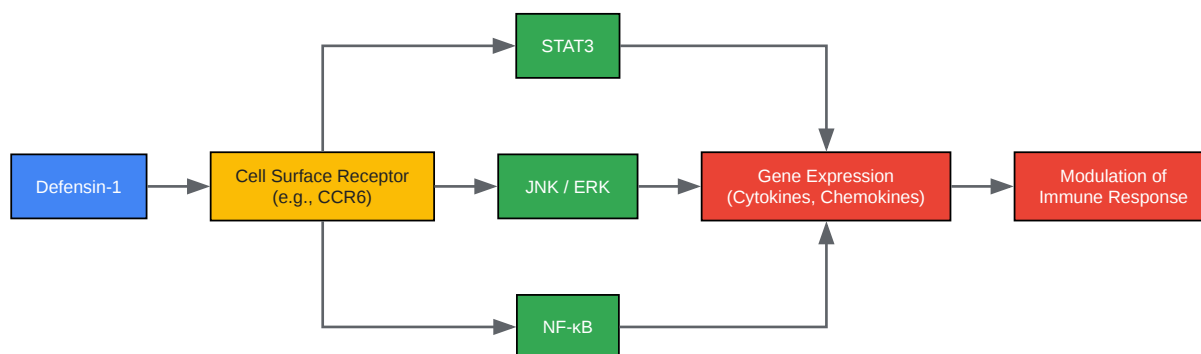 STAT3
Defensin-1
Cell Surface Receptor
(e.g., CCR6)
JNK / ERK
Gene Expression
(Cytokines, Chemokines)
Modulation of
Immune Response
NF-κB